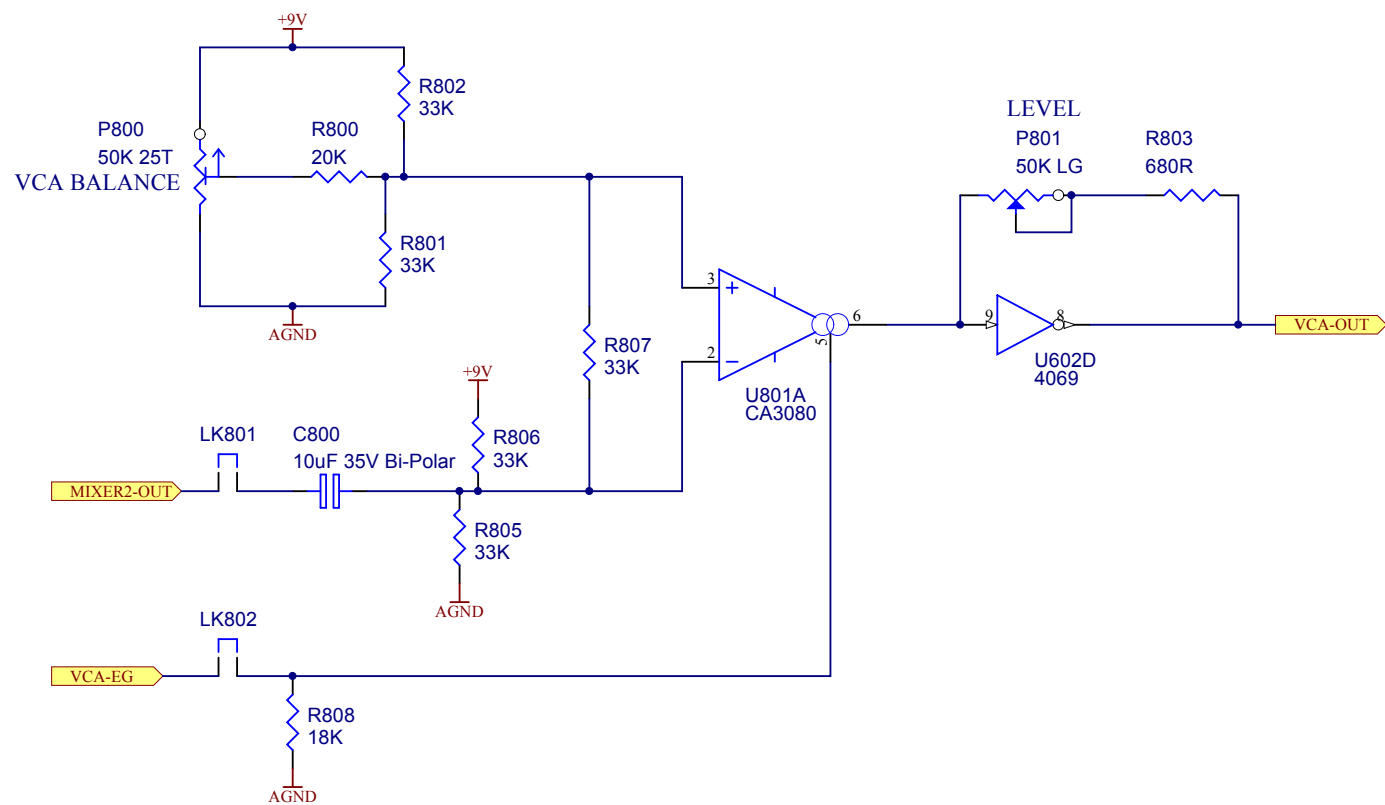 +9V
R802
33K
P800
50K 25T
VCA BALANCE
R800
20K
R801
33K
AGND
LEVEL
P801
50K LG
R803
680R
3
2
6
5
U801A
CA3080
9
8
U602D
4069
VCA-OUT
R807
33K
+9V
LK801
C800
10uF 35V Bi-Polar
R806
33K
MIXER2-OUT
R805
33K
AGND
LK802
VCA-EG
R808
18K
AGND